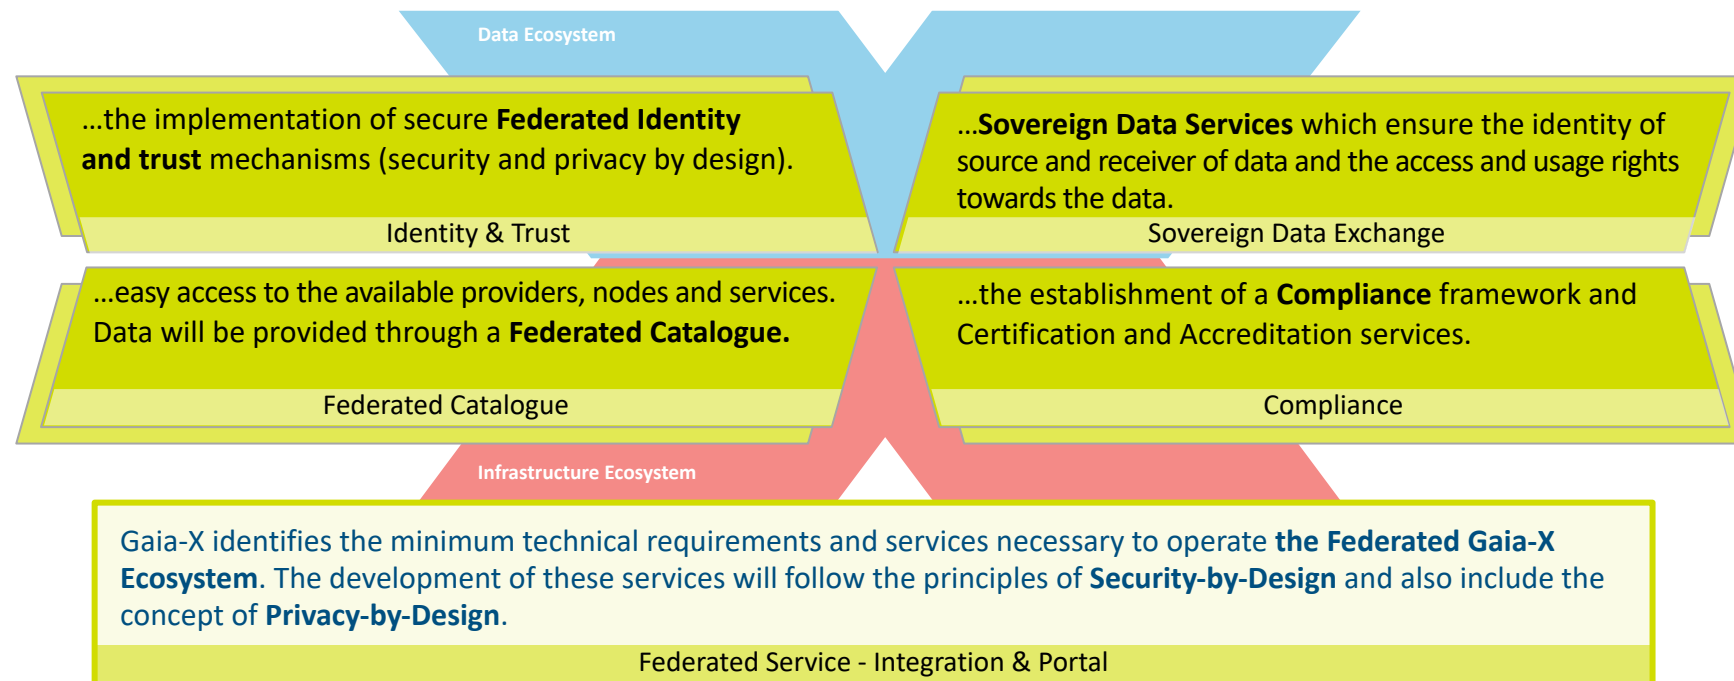 Data Ecosystem
...the implementation of secure Federated Identity
and trust mechanisms (security and privacy by design).
Identity & Trust
...Sovereign Data Services which ensure the identity of
source and receiver of data and the access and usage rights
towards the data.
Sovereign Data Exchange
...easy access to the available providers, nodes and services.
Data will be provided through a Federated Catalogue.
Federated Catalogue
...the establishment of a Compliance framework and
Certification and Accreditation services.
Compliance
Infrastructure Ecosystem
Gaia-X identifies the minimum technical requirements and services necessary to operate the Federated Gaia-X
Ecosystem. The development of these services will follow the principles of Security-by-Design and also include the
concept of Privacy-by-Design.
Federated Service - Integration & Portal